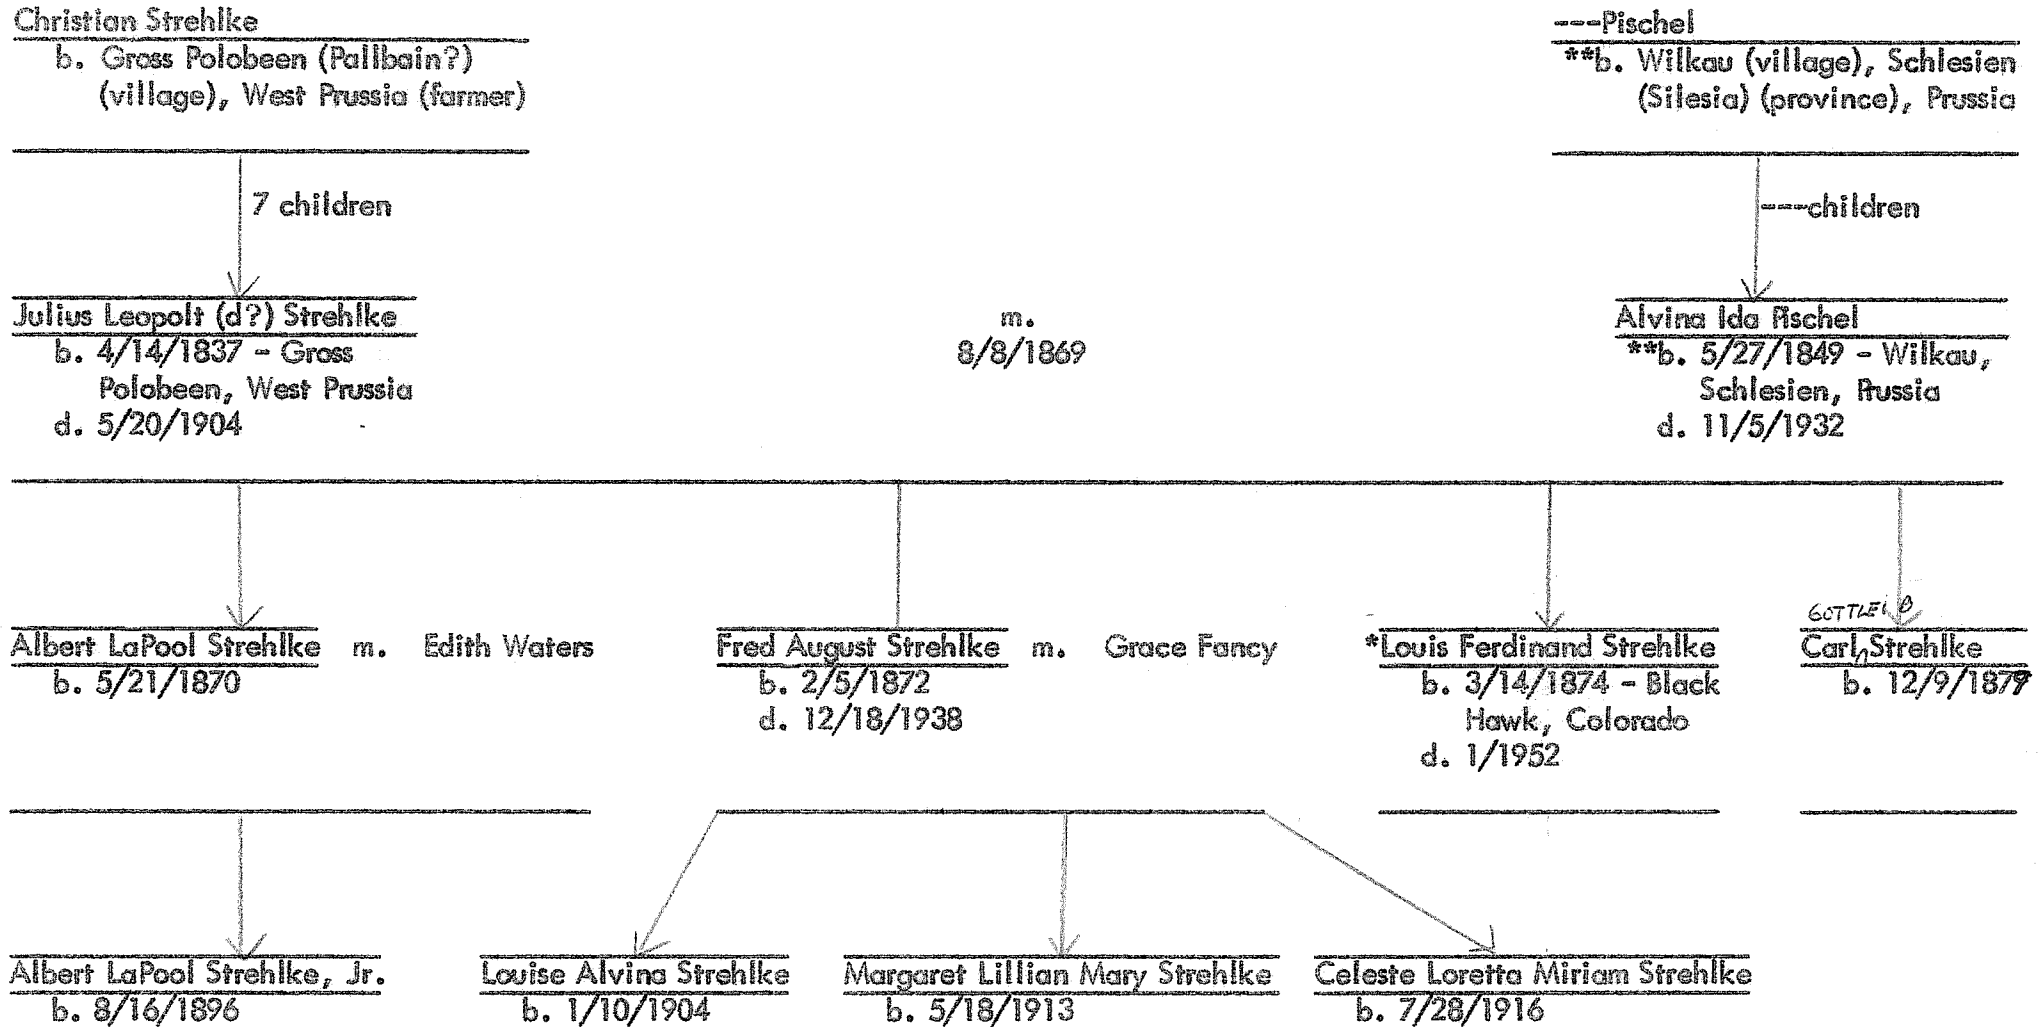 Christian Strehlke
b. Gross Polobeen (Pallbain?)
(village), West Prussia (farmer)
---Pischel
**b. Wilkau (village), Schlesien
(Silesia) (province), Prussia
7 children
---children
Julius Leopolt (d?) Strehlke
b. 4/14/1837 - Gross
Polobeen, West Prussia
d. 5/20/1904
m.
8/8/1869
Alvina Ida Pischel
**b. 5/27/1849 - Wilkau,
Schlesien, Prussia
d. 11/5/1932
Albert LaPool Strehlke m. Edith Waters
b. 5/21/1870
Fred August Strehlke m. Grace Fancy
b. 2/5/1872
d. 12/18/1938
*Louis Ferdinand Strehlke
b. 3/14/1874 - Black
Hawk, Colorado
d. 1/1952
GOTTLEIB
Carl Strehlke
b. 12/9/1879
Albert LaPool Strehlke, Jr.
b. 8/16/1896
Louise Alvina Strehlke
b. 1/10/1904
Margaret Lillian Mary Strehlke
b. 5/18/1913
Celeste Loretta Miriam Strehlke
b. 7/28/1916